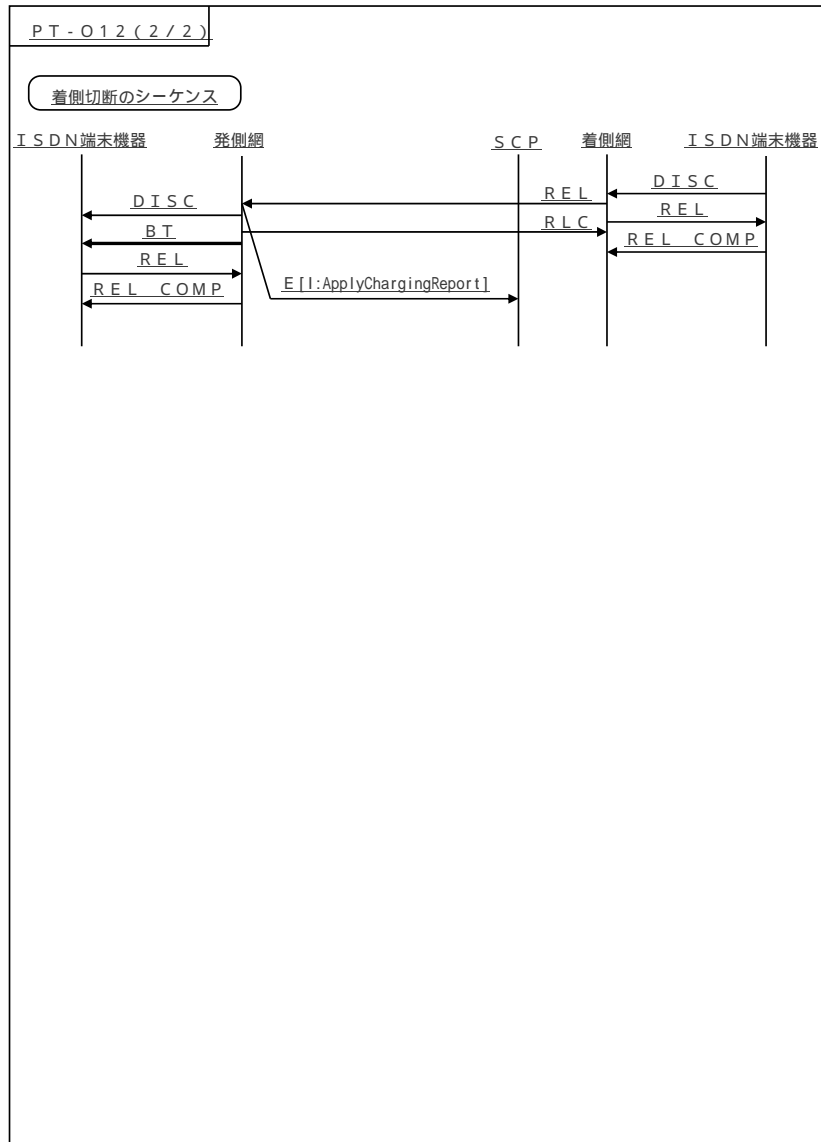 ＰＴ-Ｏ１２(２/２)
着側切断のシーケンス
ＩＳＤＮ端末機器 発側網 ＳＣＰ 着側網 ＩＳＤＮ端末機器
ＤＩＳＣ
ＲＥＬ
ＤＩＳＣ
ＲＥＬ
ＢＴ
ＲＬＣ
ＲＥＬ　ＣＯＭＰ
ＲＥＬ
ＲＥＬ　ＣＯＭＰ
E[I:ApplyChargingReport]